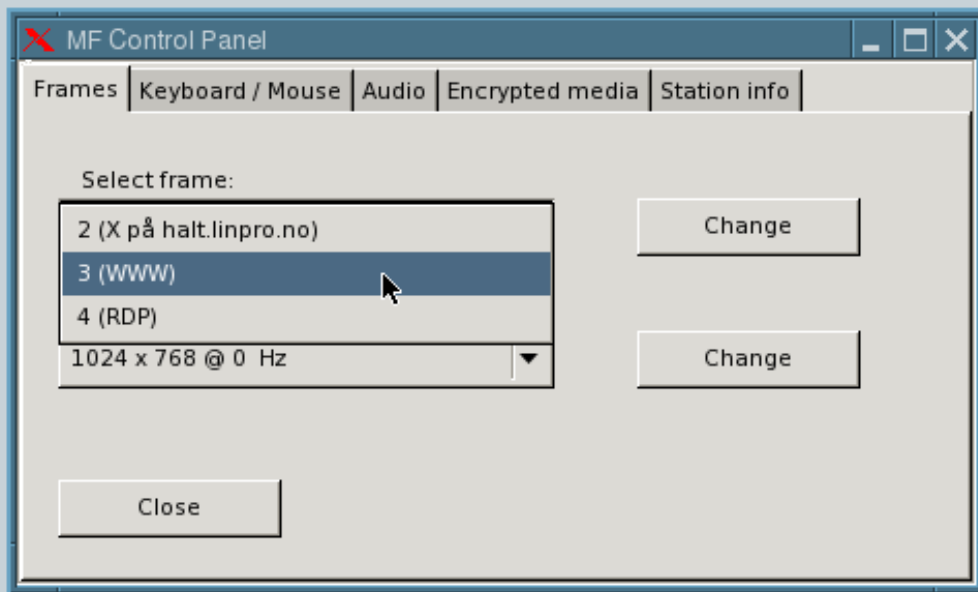 MF Control Panel
Frames Keyboard / Mouse Audio Encrypted media Station info
Select frame:
2 (X på halt.linpro.no) Change
3 (WWW)
4 (RDP)
1024 x 768 @ 0 Hz Change
Close